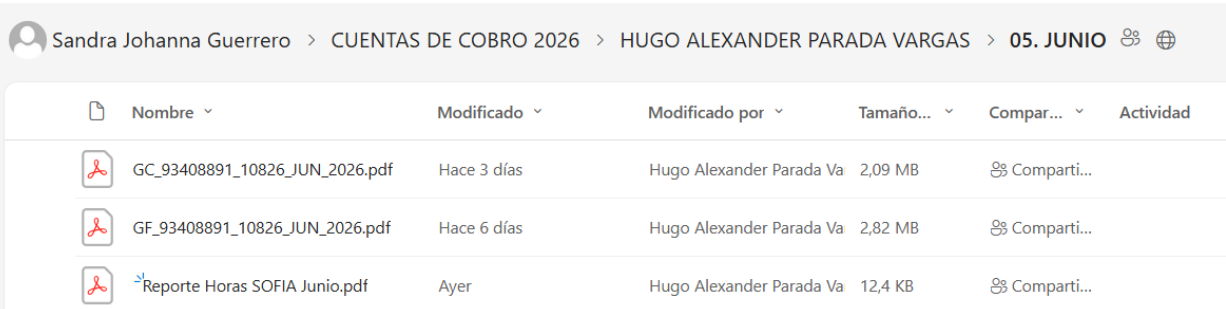 Sandra Johanna Guerrero > CUENTAS DE COBRO 2026 > HUGO ALEXANDER PARADA VARGAS > 05. JUNIO
Nombre Modificado Modificado por Tamaño... Compar... Actividad
GC_93408891_10826_JUN_2026.pdf Hace 3 días Hugo Alexander Parada Va 2,09 MB Comparti...
GF_93408891_10826_JUN_2026.pdf Hace 6 días Hugo Alexander Parada Va 2,82 MB Comparti...
Reporte Horas SOFIA Junio.pdf Ayer Hugo Alexander Parada Va 12,4 KB Comparti...